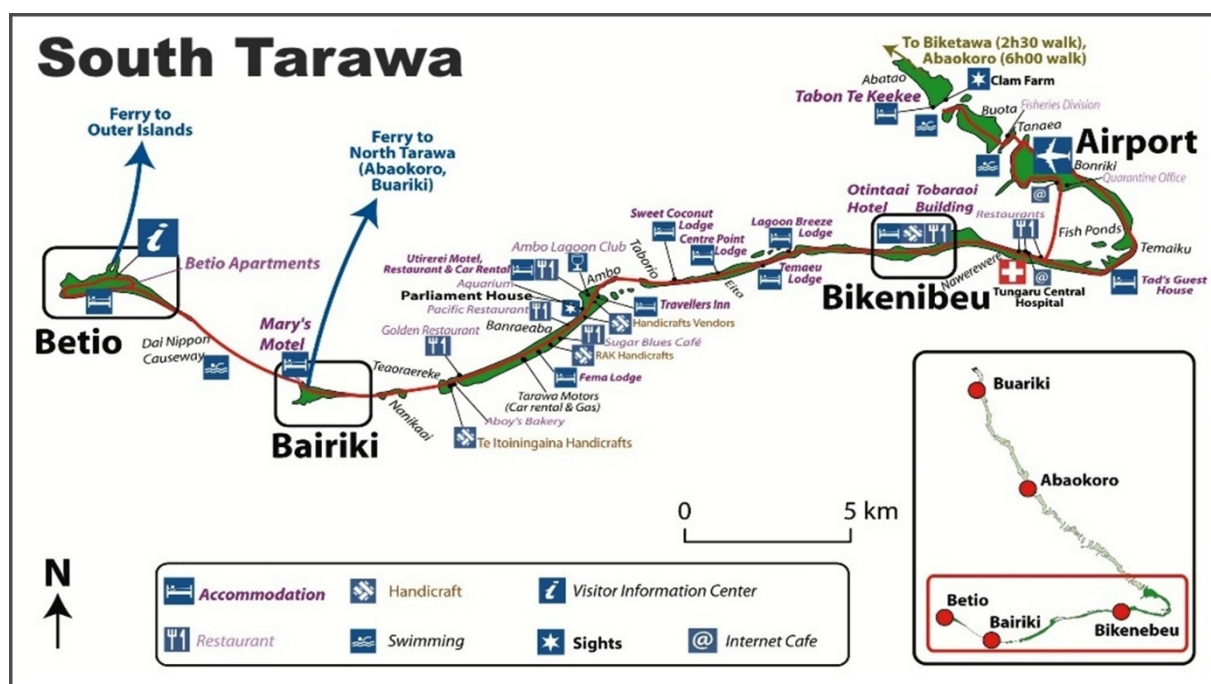 South Tarawa
Ferry to
Outer Islands
Ferry to
North Tarawa
(Abaokoro,
Buariki)
To Biketawa (2h30 walk),
Abaokoro (6h00 walk)
Abatao
Clam Farm
Tabon Te Keekee
Buota
Fisheries Division
Tanaea
Airport
Bonriki
Quarantine Office
Otintaai
Hotel
Tobaraoi
Building
Restaurants
Fish Ponds
Temaiku
Nawerewere
Tungaru Central
Hospital
Tad's Guest
House
Bikenibeu
Sweet Coconut
Lodge
Centre Point
Lodge
Lagoon Breeze
Lodge
Temaeu
Lodge
Eita
Taborio
Ambo Lagoon Club
Ambo
Utirerei Motel,
Restaurant & Car Rental
Aquarium
Parliament House
Pacific Restaurant
Travellers Inn
Handicrafts Vendors
Banraeaba
Sugar Blues Café
RAK Handicrafts
Golden Restaurant
Fema Lodge
Teaoraereke
Tarawa Motors
(Car rental & Gas)
Aboy's Bakery
Te Itoiningaina Handicrafts
Nanikaai
i
Betio Apartments
Betio
Dai Nippon
Causeway
Mary's
Motel
Bairiki
0 5 km
N
Accommodation
Handicraft
i Visitor Information Center
Restaurant
Swimming
Sights
@ Internet Cafe
Buariki
Abaokoro
Betio
Bairiki
Bikenebeu